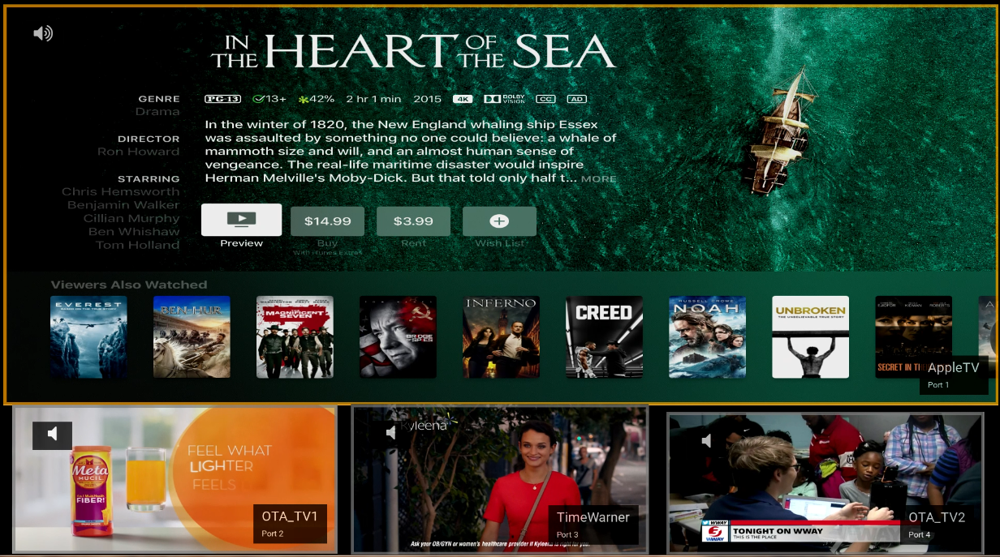 IN THE HEART OF THE SEA
GENRE
Drama
DIRECTOR
Ron Howard
STARRING
Chris Hemsworth
Benjamin Walker
Cillian Murphy
Ben Whishaw
Tom Holland
PG-13 13+ 42% 2 hr 1 min 2015 4K DOLBY VISION CC AD
In the winter of 1820, the New England whaling ship Essex
was assaulted by something no one could believe: a whale of
mammoth size and will, and an almost human sense of
vengeance. The real-life maritime disaster would inspire
Herman Melville's Moby-Dick. But that told only half t... MORE
$14.99 $3.99
Preview Buy Rent Wish List
With iTunes Extras
Viewers Also Watched
EVEREST
BASED ON THE TRUE STORY
BEN-HUR
MAGNIFICENT
SEVEN
BRIDGE OF
SPIES
INFERNO
CREED
RUSSELL CROWE
NOAH
UNBROKEN
THE UNBELIEVABLE TRUE STORY
EJIOFOR KIDMAN ROBERTS
SECRET IN
AppleTV
Port 1
Meta
MUCIL
FIBER!
FEEL WHAT
LIGHTER
FEELS
OTA_TV1
Port 2
kyleena
Ask your OB/GYN or women's healthcare provider if Kyleena is right for you.
TimeWarner
Port 3
WWAY
WWAY
TONIGHT ON WWAY
THIS IS THE PLACE
OTA_TV2
Port 4